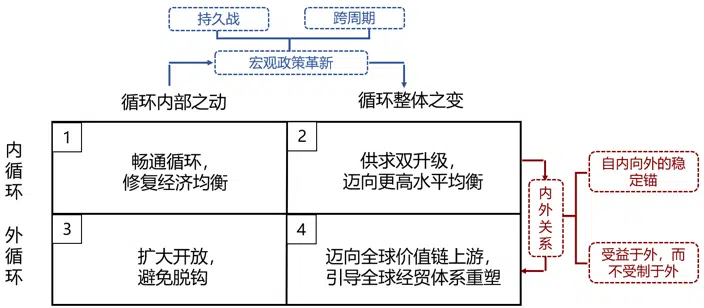 持久战
跨周期
宏观政策革新
循环内部之动
循环整体之变
内循环
外循环
1
畅通循环，
修复经济均衡
2
供求双升级，
迈向更高水平均衡
3
扩大开放，
避免脱钩
4
迈向全球价值链上游，
引导全球经贸体系重塑
内外关系
自内向外的稳
定锚
受益于外，而
不受制于外